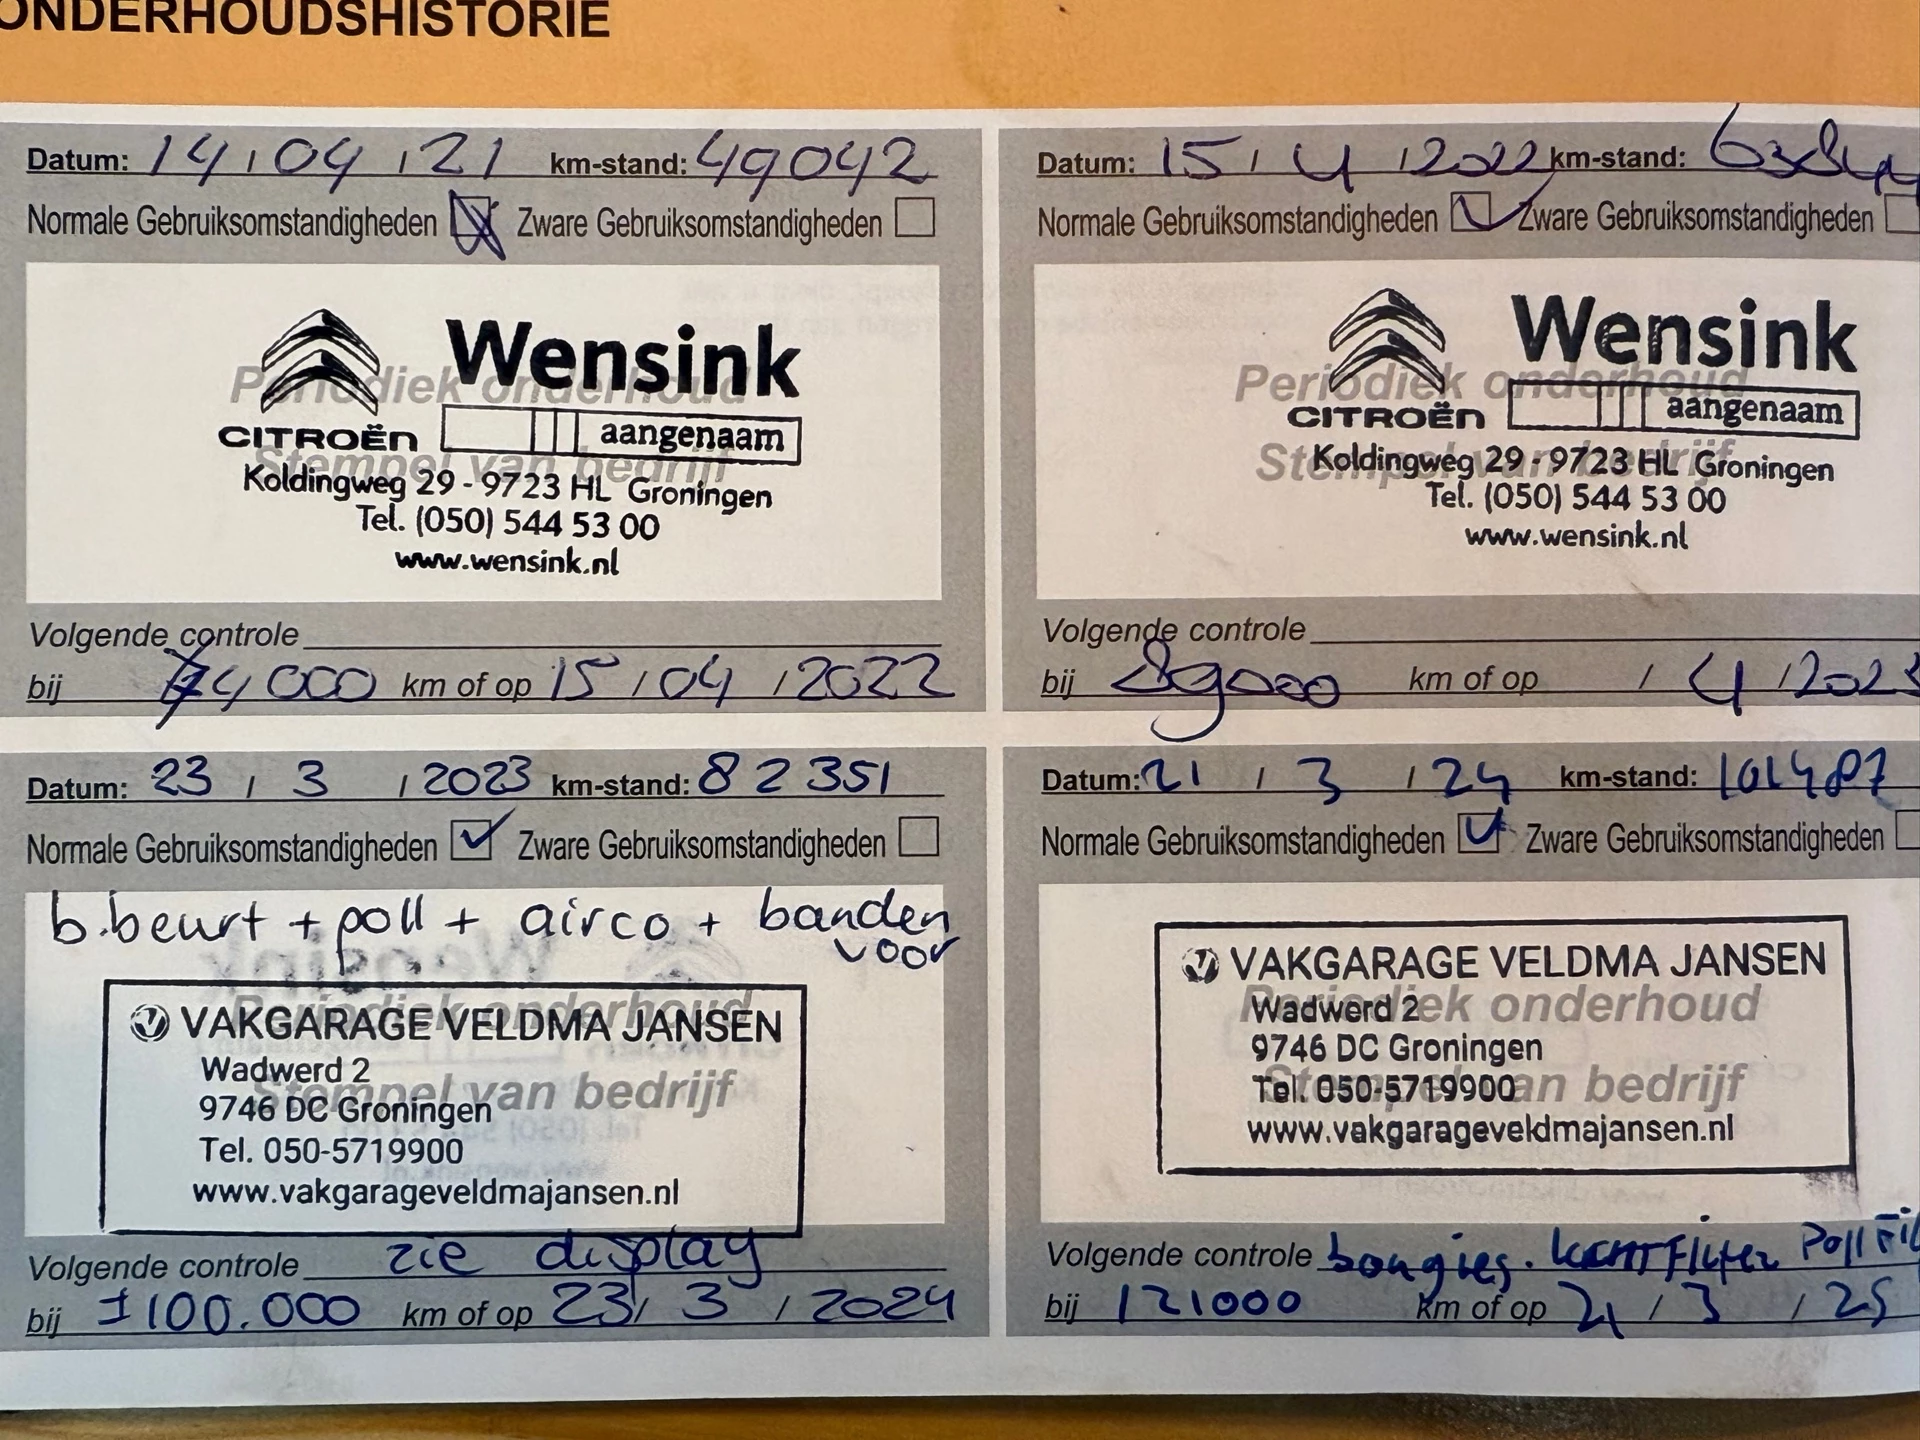 ONDERHOUDSHISTORIE
Datum: 14 / 04 / 21 km-stand: 49042
Normale Gebruiksomstandigheden Zware Gebruiksomstandigheden
Wensink
Periodiek onderhoud
CITROËN aangenaam
Stempel van bedrijf
Koldingweg 29 - 9723 HL Groningen
Tel. (050) 544 53 00
www.wensink.nl
Volgende controle
bij 74000 km of op 15 / 04 / 2022
Datum: 15 / 4 / 2022 km-stand:
Normale Gebruiksomstandigheden Zware Gebruiksomstandigheden
Wensink
Periodiek onderhoud
CITROËN aangenaam
Stempel van bedrijf
Koldingweg 29 - 9723 HL Groningen
Tel. (050) 544 53 00
www.wensink.nl
Volgende controle
bij 89000 km of op / 4 / 2023
Datum: 23 / 3 / 2023 km-stand: 82351
Normale Gebruiksomstandigheden Zware Gebruiksomstandigheden
b.beurt + poll + airco + banden
voor
VAKGARAGE VELDMA JANSEN
Periodiek onderhoud
Wadwerd 2
Stempel van bedrijf
9746 DC Groningen
Tel. 050-5719900
www.vakgarageveldmajansen.nl
Volgende controle zie display
bij ±100.000 km of op 23 / 3 / 2024
Datum: 21 / 3 / 24 km-stand: 101487
Normale Gebruiksomstandigheden Zware Gebruiksomstandigheden
VAKGARAGE VELDMA JANSEN
Periodiek onderhoud
Wadwerd 2
9746 DC Groningen
Stempel van bedrijf
Tel. 050-5719900
www.vakgarageveldmajansen.nl
Volgende controle bougies. Poll Fil
bij 121000 km of op 21 / 3 / 25